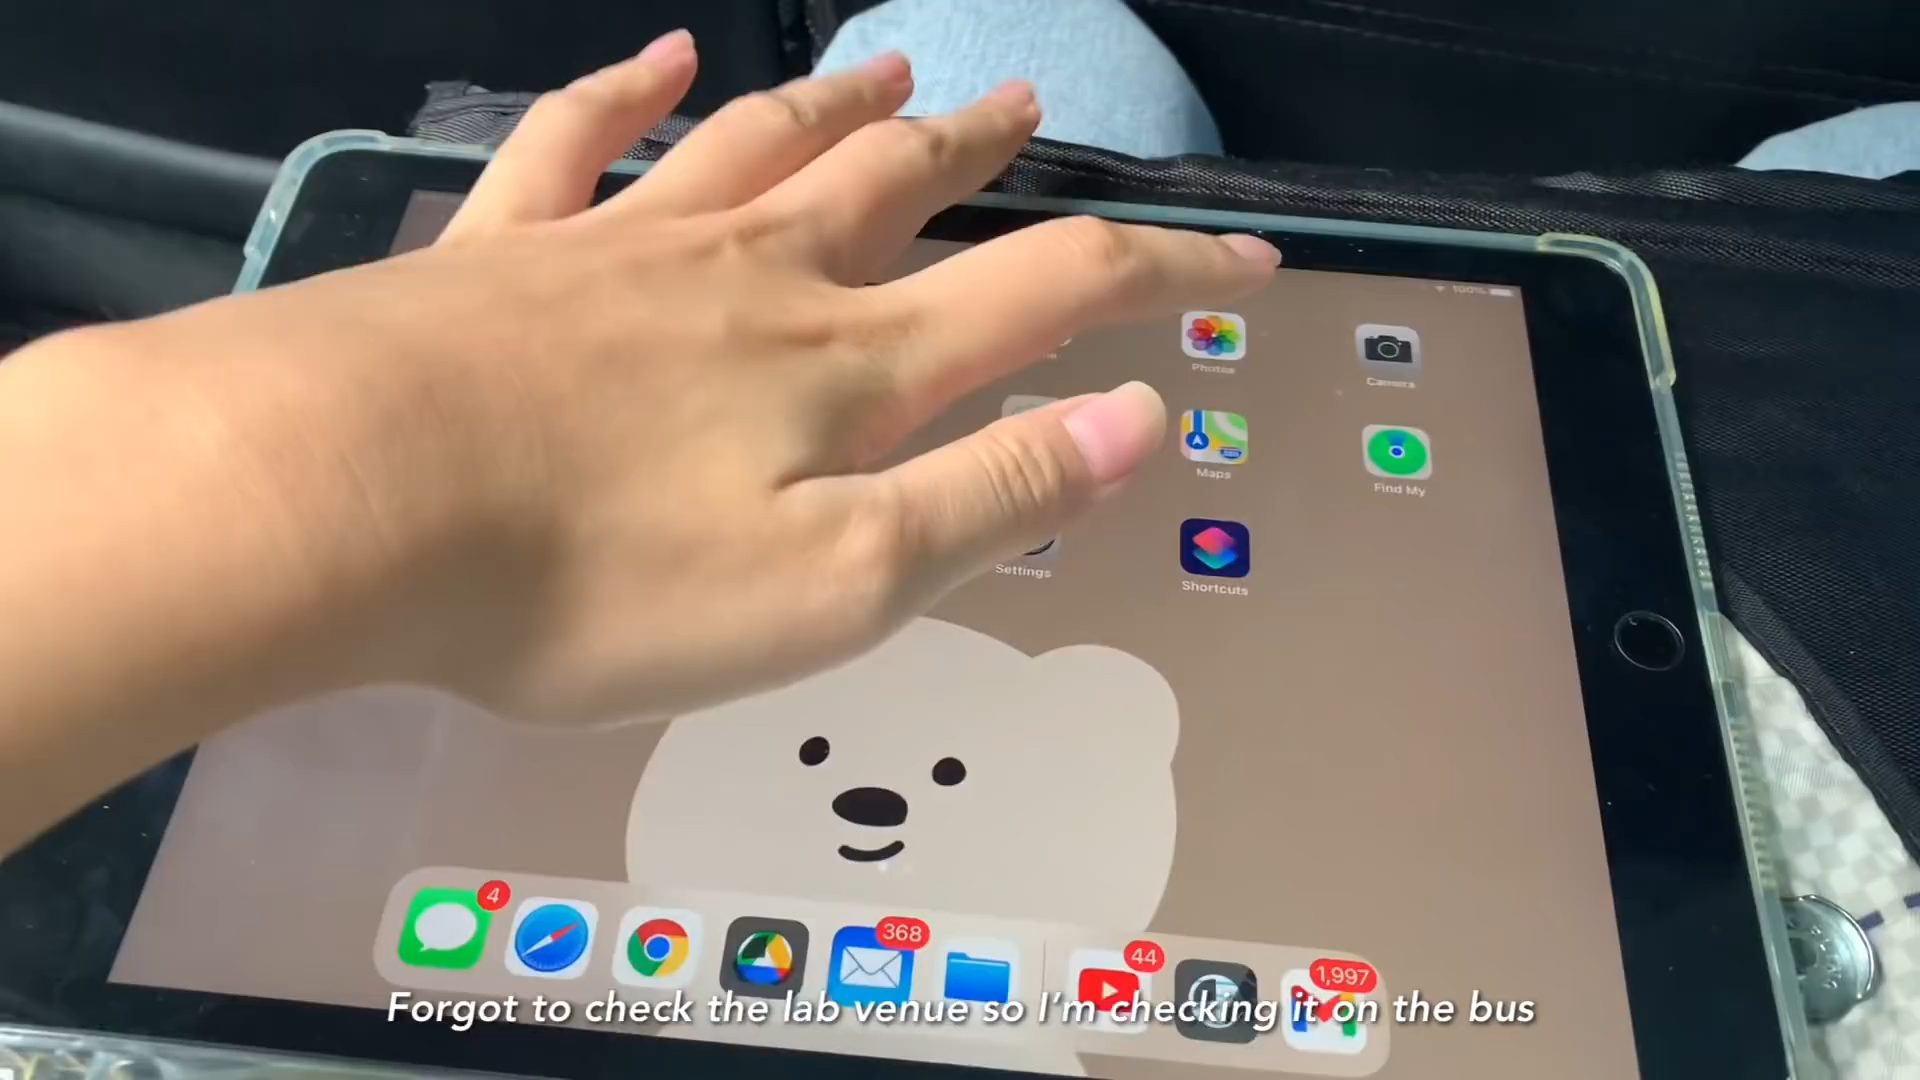 100%
Photos
Camera
Maps
Find My
Settings
Shortcuts
4
368
44
1,997
Forgot to check the lab venue so I'm checking it on the bus